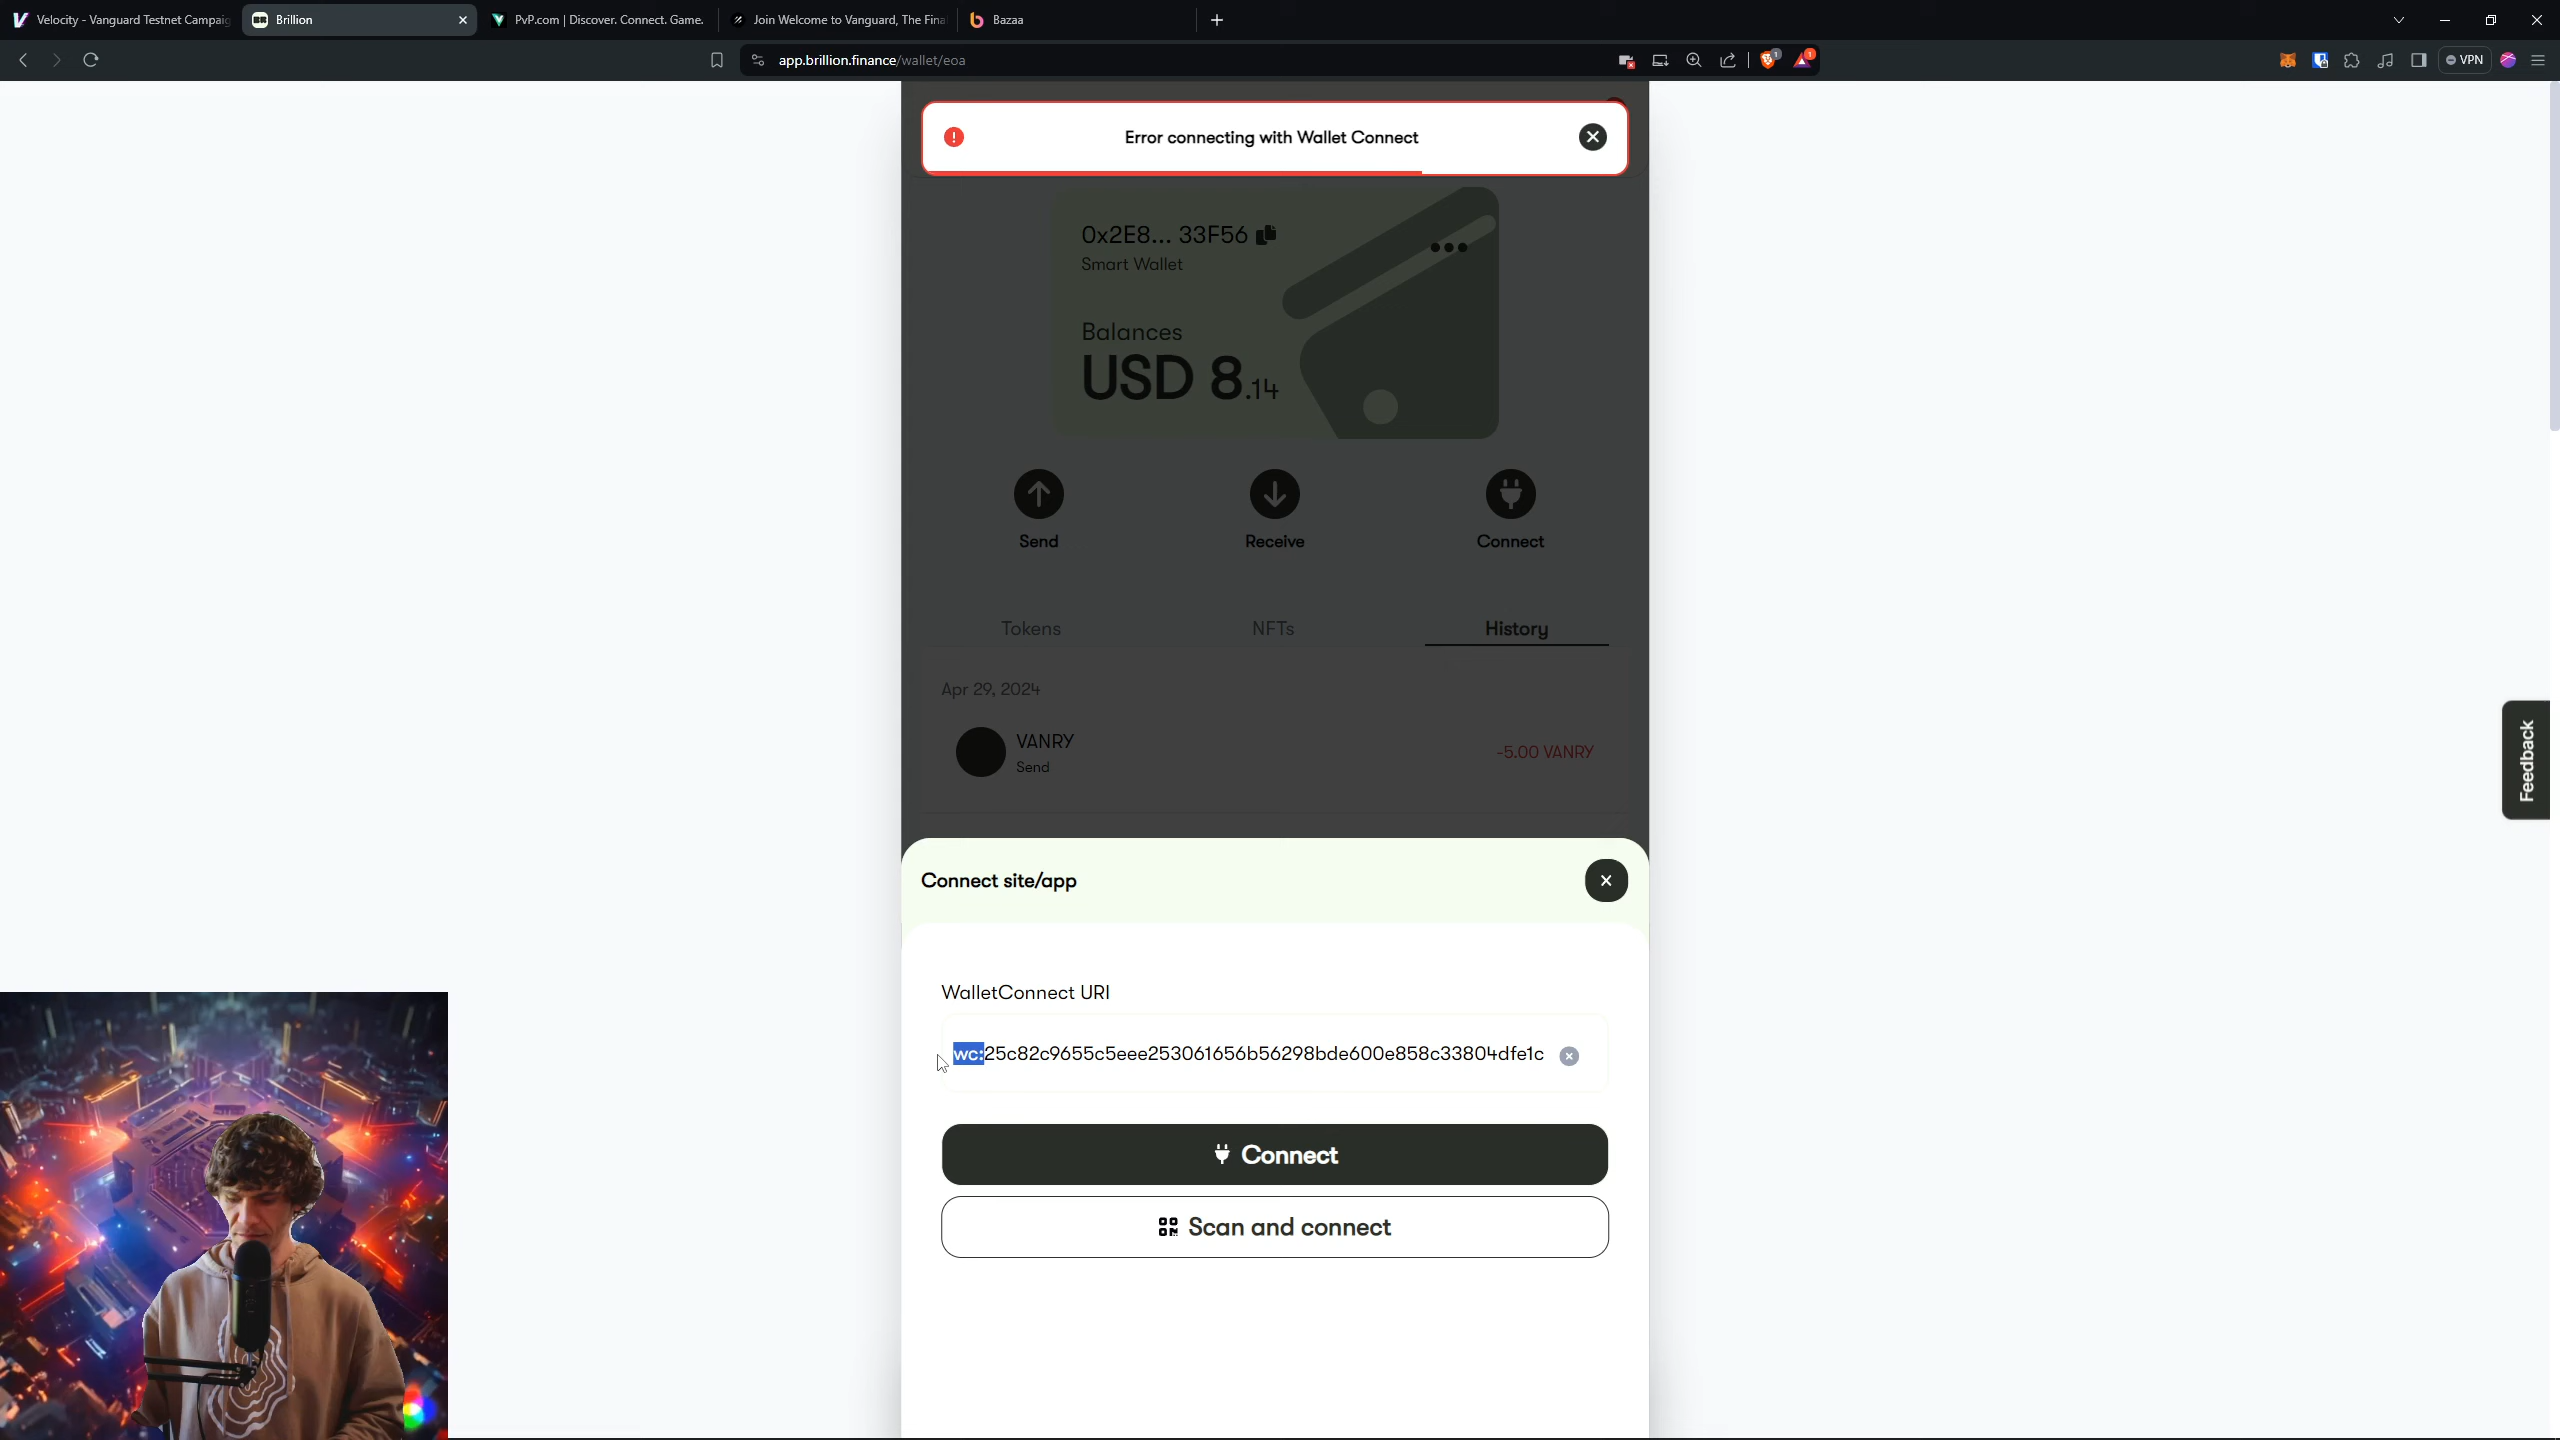 Velocity - Vanguard Testnet Campaig
Brillion
PvP.com | Discover. Connect. Game.
Join Welcome to Vanguard, The Fina
Bazaa
app.brillion.finance/wallet/eoa
1
1
VPN
Error connecting with Wallet Connect
0x2E8... 33F56
Smart Wallet
Balances
USD 8.14
Send
Receive
Connect
Tokens
NFTs
History
Apr 29, 2024
VANRY
Send
-5.00 VANRY
Feedback
Connect site/app
WalletConnect URI
wc:25c82c9655c5eee253061656b56298bde600e858c33804dfe1c
Connect
Scan and connect